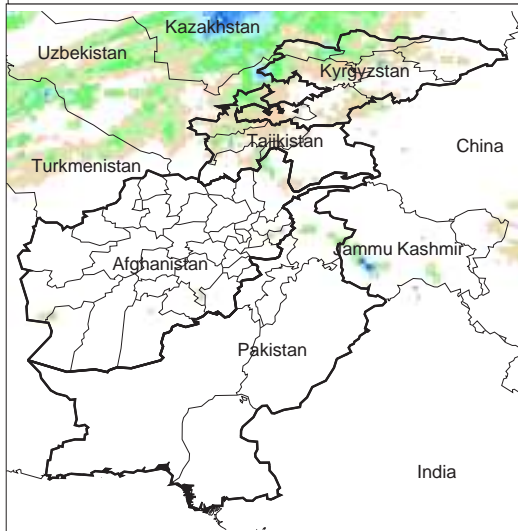 Kazakhstan
Uzbekistan
Kyrgyzstan
Tajikistan
China
Turkmenistan
Jammu Kashmir
Afghanistan
Pakistan
India